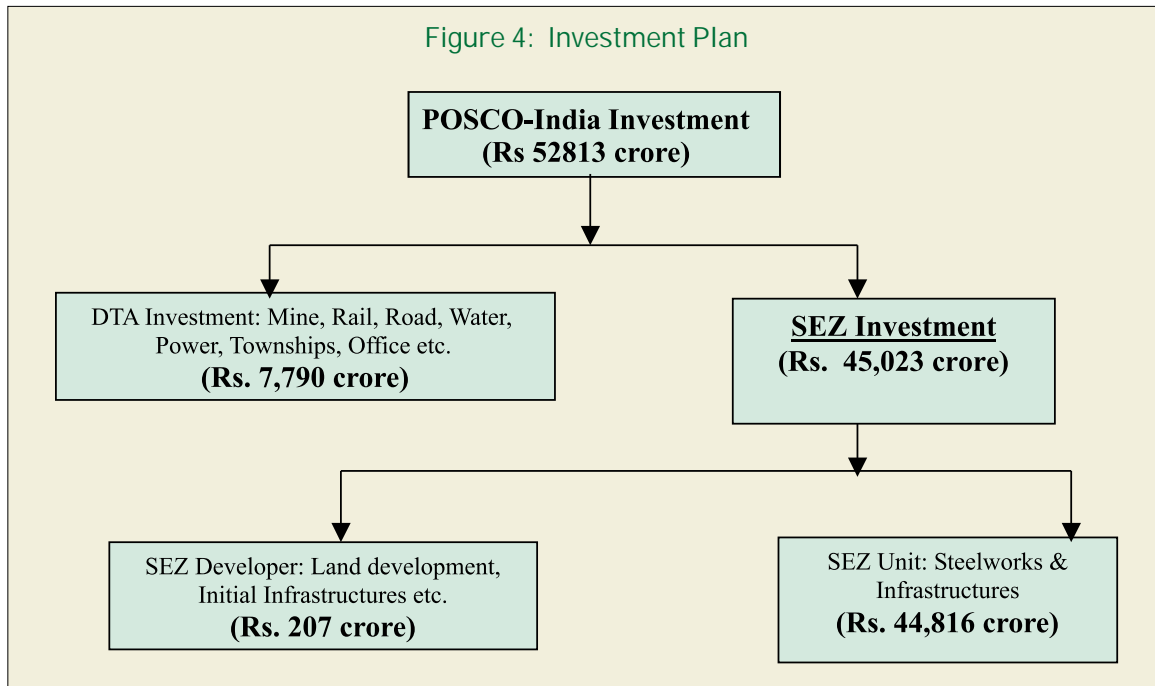 Figure 4: Investment Plan
POSCO-India Investment
(Rs 52813 crore)
DTA Investment: Mine, Rail, Road, Water,
Power, Townships, Office etc.
(Rs. 7,790 crore)
SEZ Investment
(Rs. 45,023 crore)
SEZ Developer: Land development,
Initial Infrastructures etc.
(Rs. 207 crore)
SEZ Unit: Steelworks &
Infrastructures
(Rs. 44,816 crore)